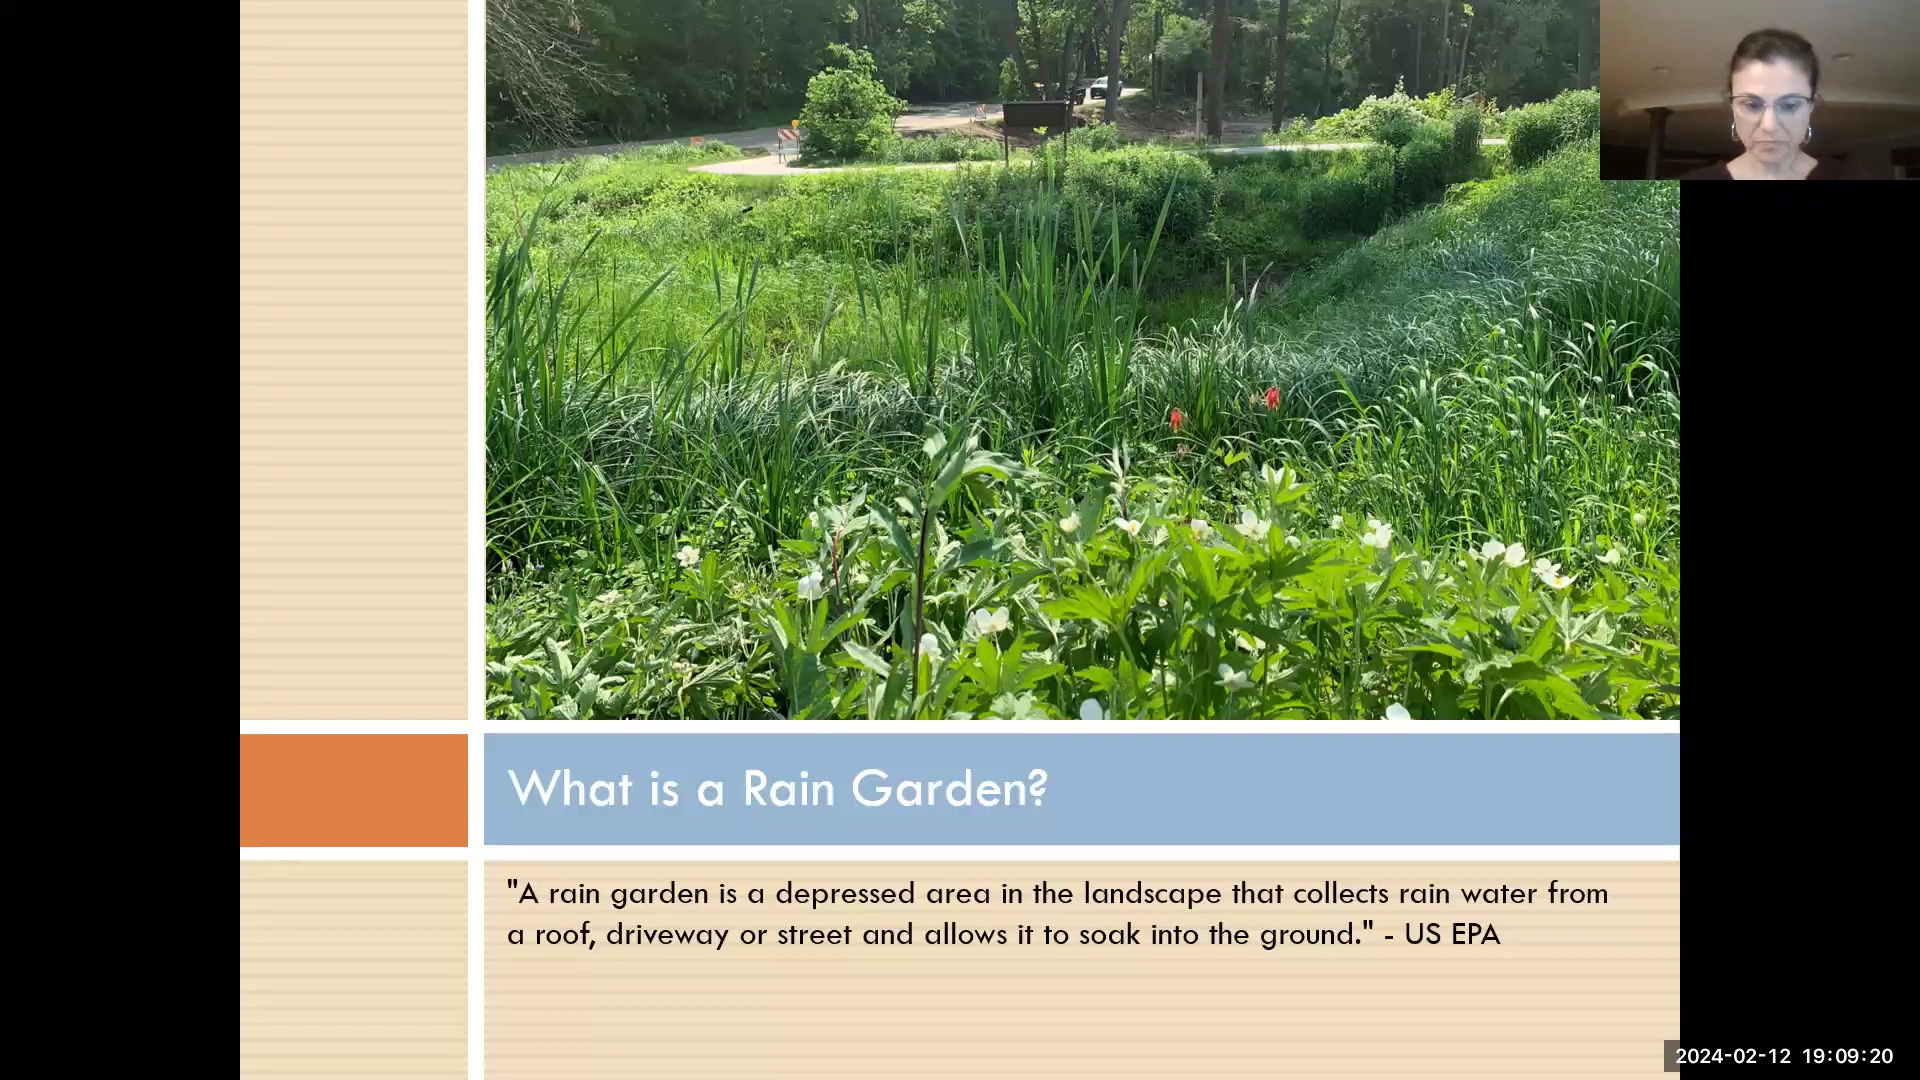 What is a Rain Garden?
"A rain garden is a depressed area in the landscape that collects rain water from
a roof, driveway or street and allows it to soak into the ground." - US EPA
2024-02-12 19:09:20